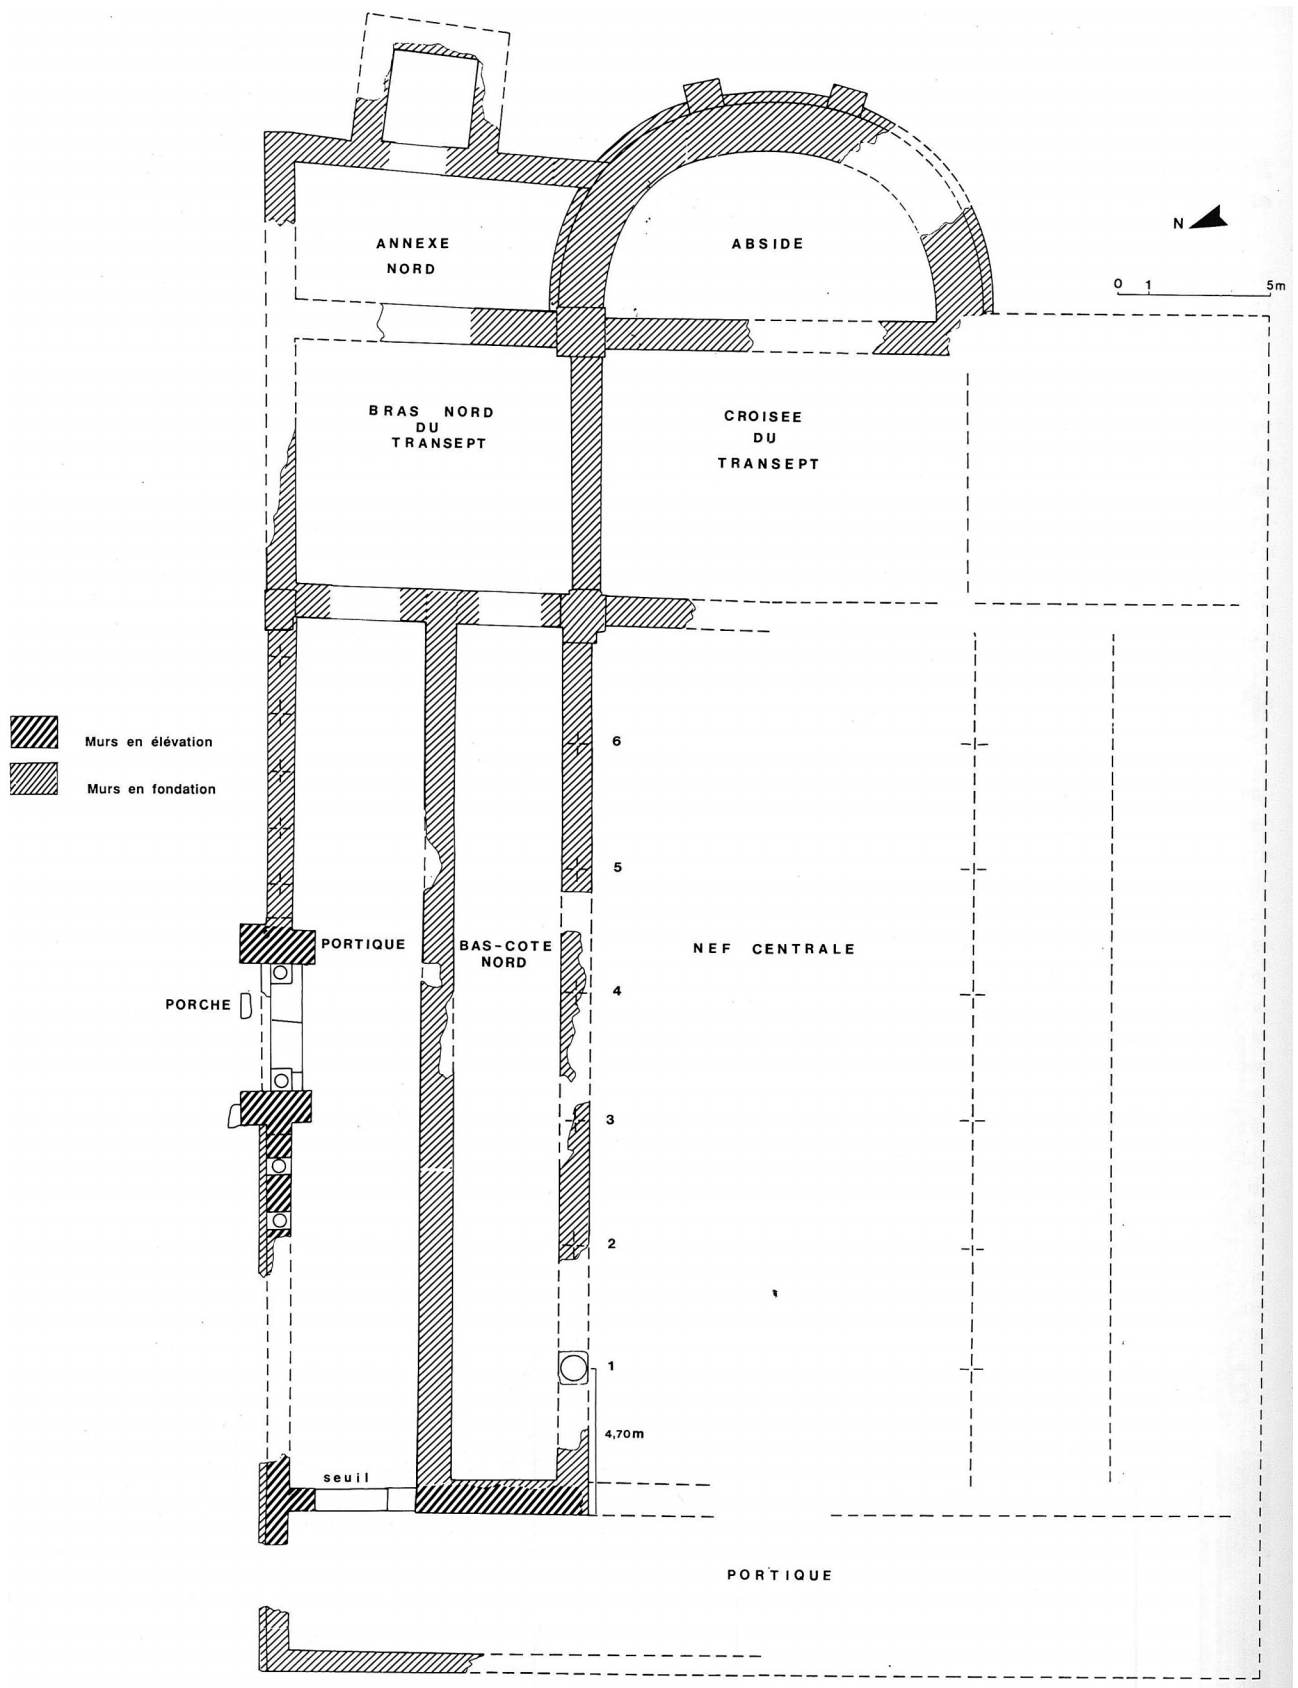 ANNEXE
NORD
ABSIDE
N
0 1 5m
BRAS NORD
DU
TRANSEPT
CROISEE
DU
TRANSEPT
Murs en élévation
Murs en fondation
6
5
PORTIQUE
BAS-COTE
NORD
NEF CENTRALE
4
PORCHE
3
2
1
4,70m
seuil
PORTIQUE